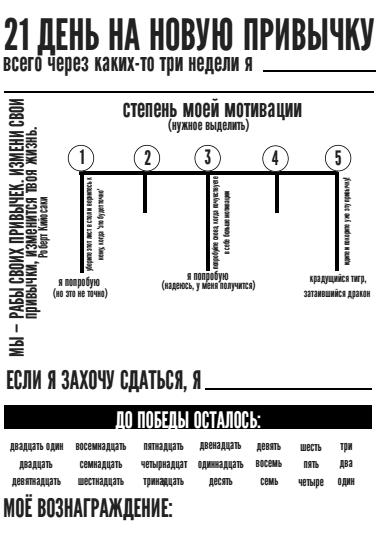 21 ДЕНЬ НА НОВУЮ ПРИВЫЧКУ
всего через каких-то три недели я
МЫ – РАБЫ СВОИХ ПРИВЫЧЕК. ИЗМЕНИ СВОИ
привычки, изменится твоя жизнь.
Роберт Кийосаки
степень моей мотивации
(нужное выделить)
1 2 3 4 5
уберите этот лист в стол и вернитесь к
нему, когда "это будет точно"
попробуйте снова, когда почувствуете
в себе больше мотивации
идите и покорите уже эту привычку!
я попробую
(но это не точно)
я попробую
(надеюсь, у меня получится)
крадущийся тигр,
затаившийся дракон
ЕСЛИ Я ЗАХОЧУ СДАТЬСЯ, Я
ДО ПОБЕДЫ ОСТАЛОСЬ:
двадцать один восемнадцать пятнадцать двенадцать девять шесть три
двадцать семнадцать четырнадцат одиннадцать восемь пять два
девятнадцать шестнадцать тринадцать десять семь четыре один
МОЁ ВОЗНАГРАЖДЕНИЕ: